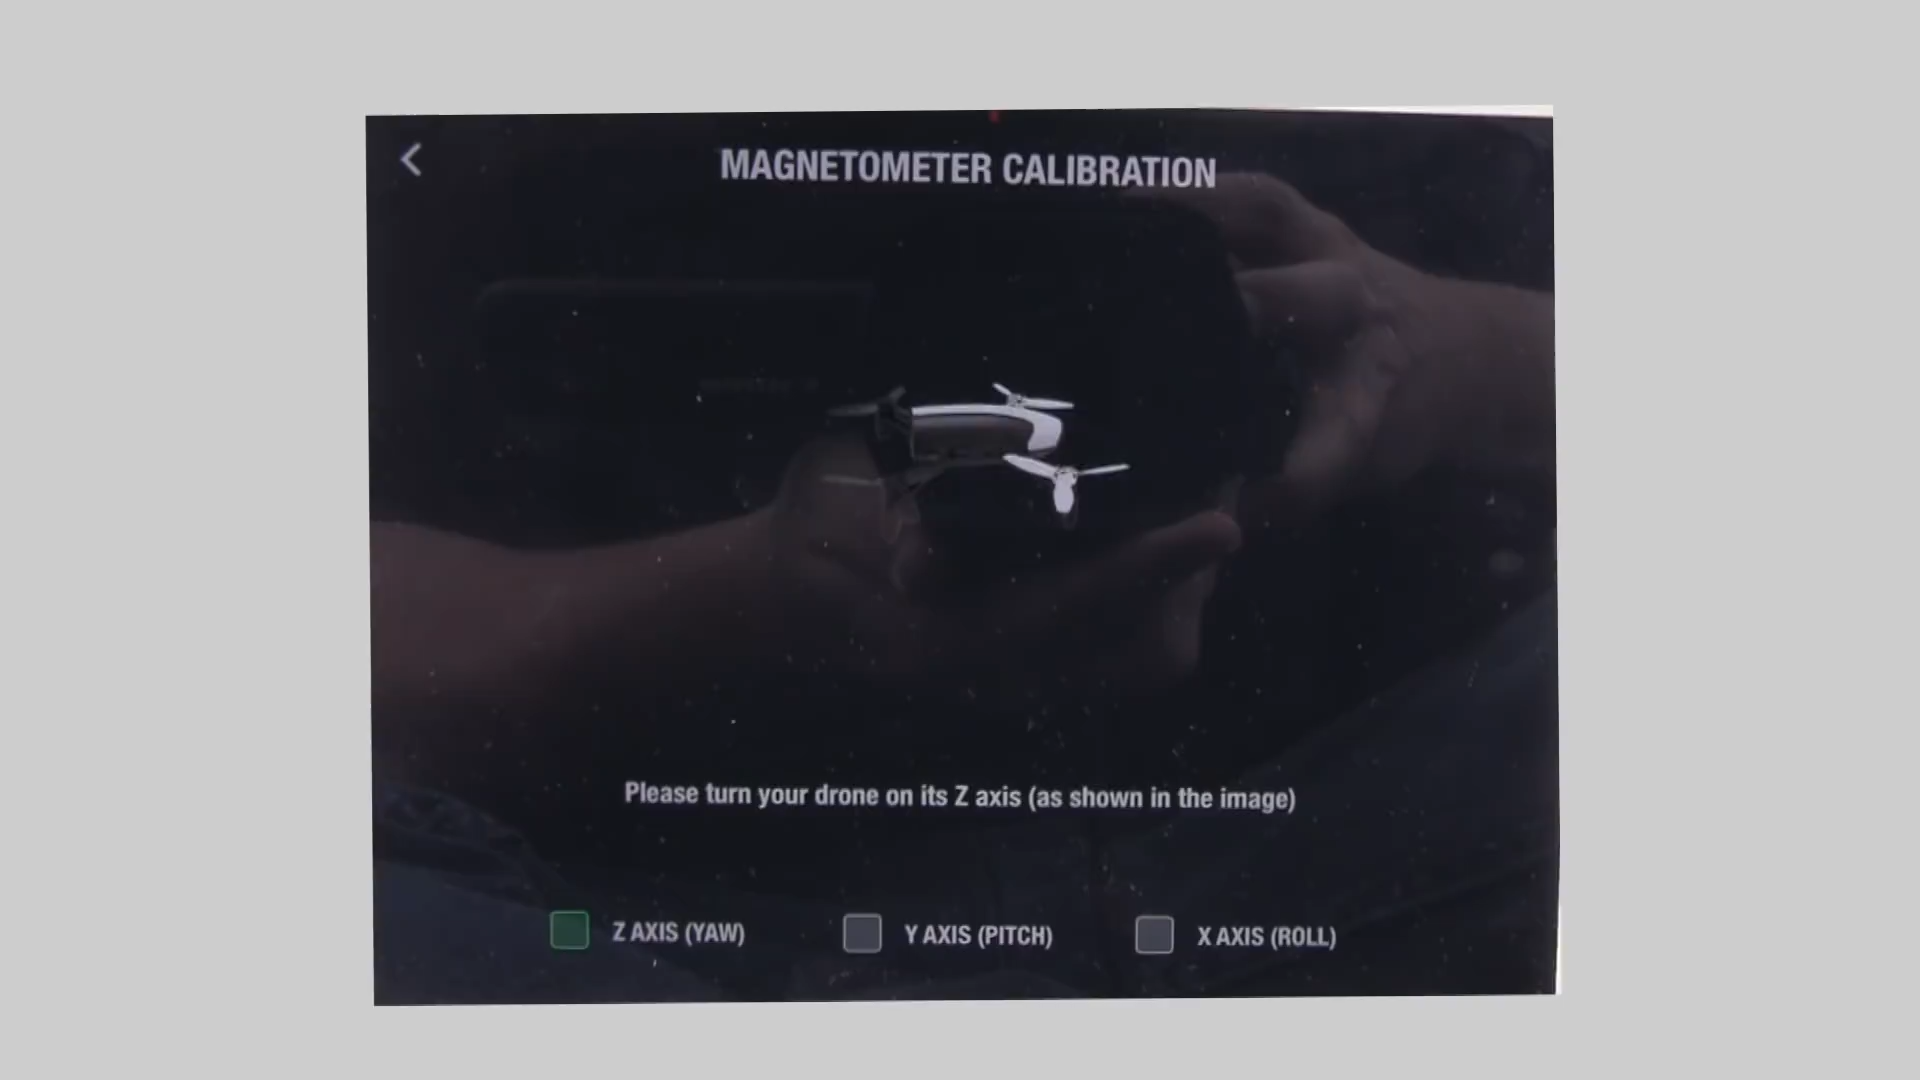 MAGNETOMETER CALIBRATION
Please turn your drone on its Z axis (as shown in the image)
Z AXIS (YAW)
Y AXIS (PITCH)
X AXIS (ROLL)